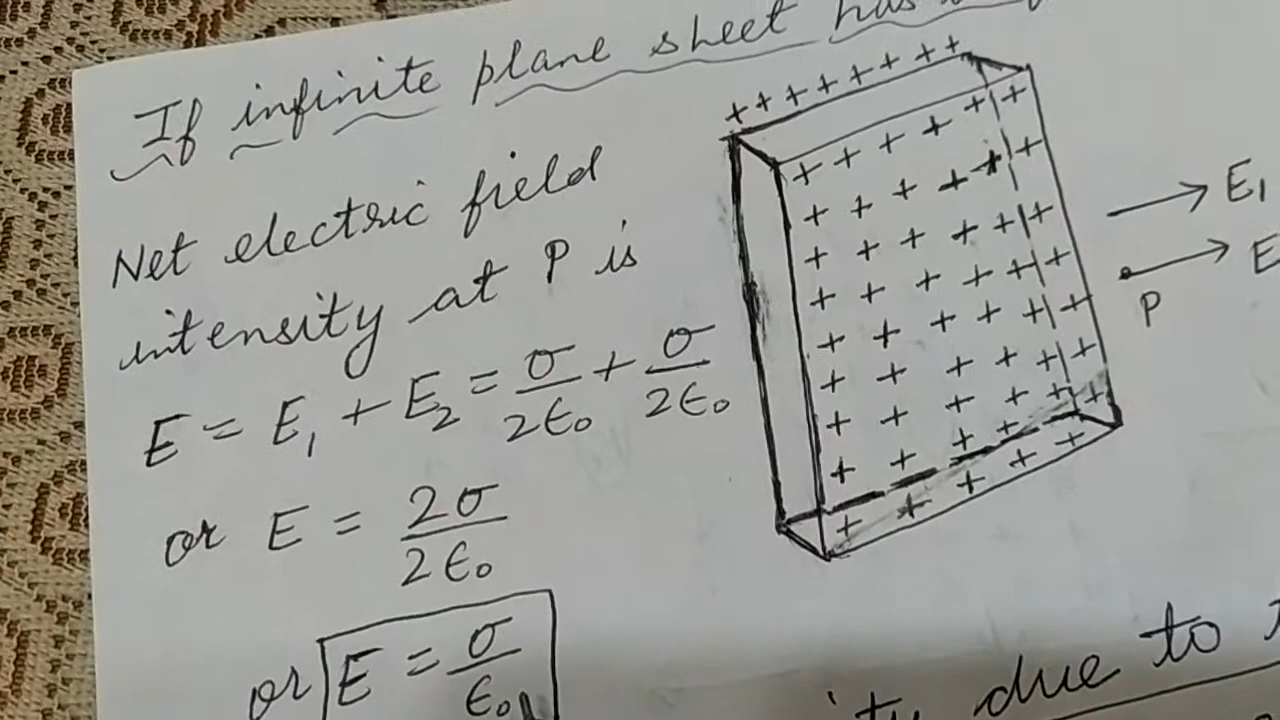 If infinite plane sheet has
Net electric field
intensity at P is
E = E₁ + E₂ = σ/2ϵ₀ + σ/2ϵ₀
or E = 2σ/2ϵ₀
or E = σ/ϵ₀
+ + + + + + +
+ + + + + +
+ + + + + +
+ + + + + +
+ + + + + +
+ + + + + +
+ + + + + +
+ + + + + +
+ + + + + +
+ + + +
+ + + + +
E₁
E
P
due to